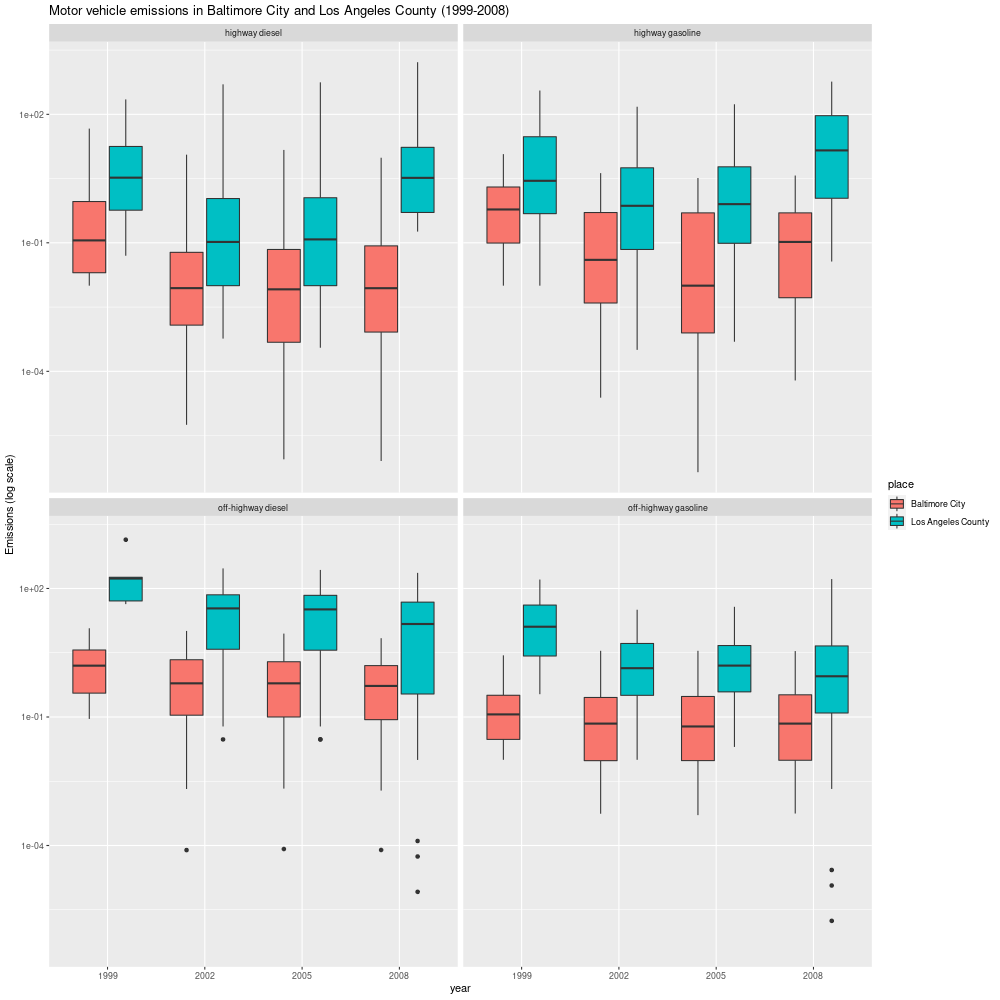 Motor vehicle emissions in Baltimore City and Los Angeles County (1999-2008)
highway diesel
highway gasoline
1e+02
1e-01
1e-04
off-highway diesel
off-highway gasoline
1e+02
1e-01
1e-04
Emissions (log scale)
1999
2002
2005
2008
1999
2002
2005
2008
year
place
Baltimore City
Los Angeles County